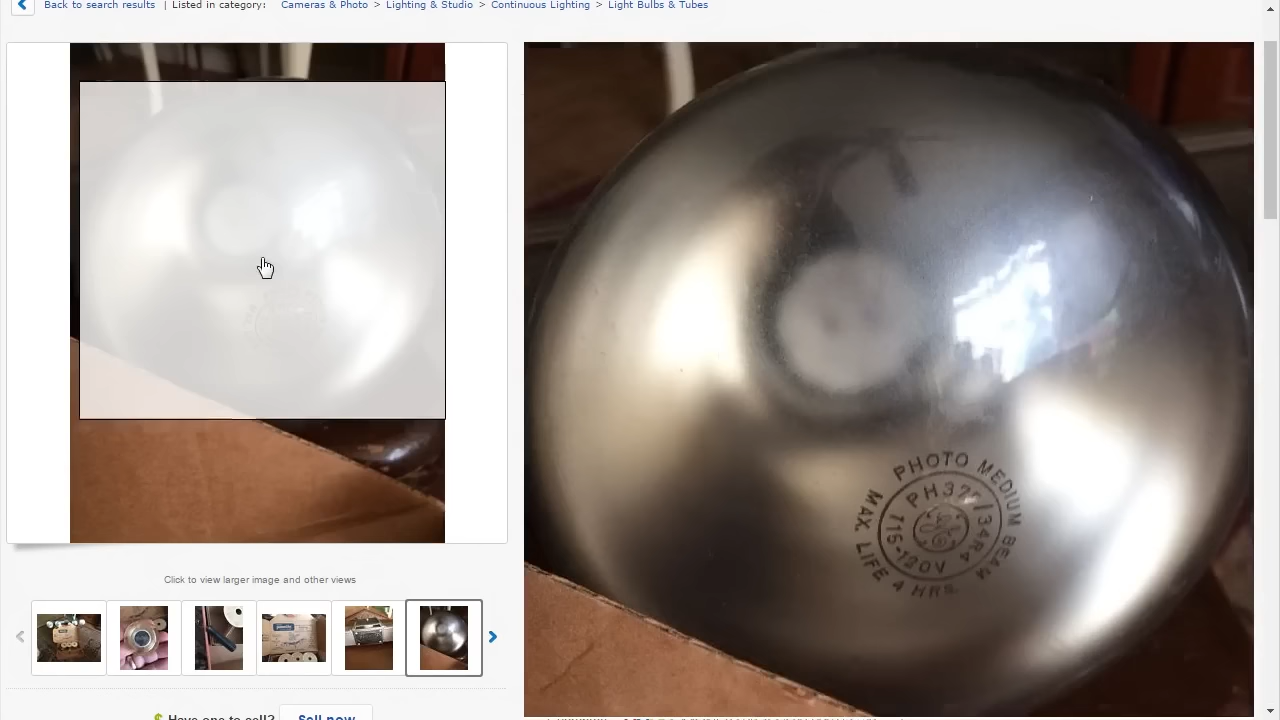 Back to search results | Listed in category: Cameras & Photo > Lighting & Studio > Continuous Lighting > Light Bulbs & Tubes
PHOTO MEDIUM BEAM
MAX. LIFE 4 HRS.
115-120V
GE
Click to view larger image and other views
Have one to sell? Sell now